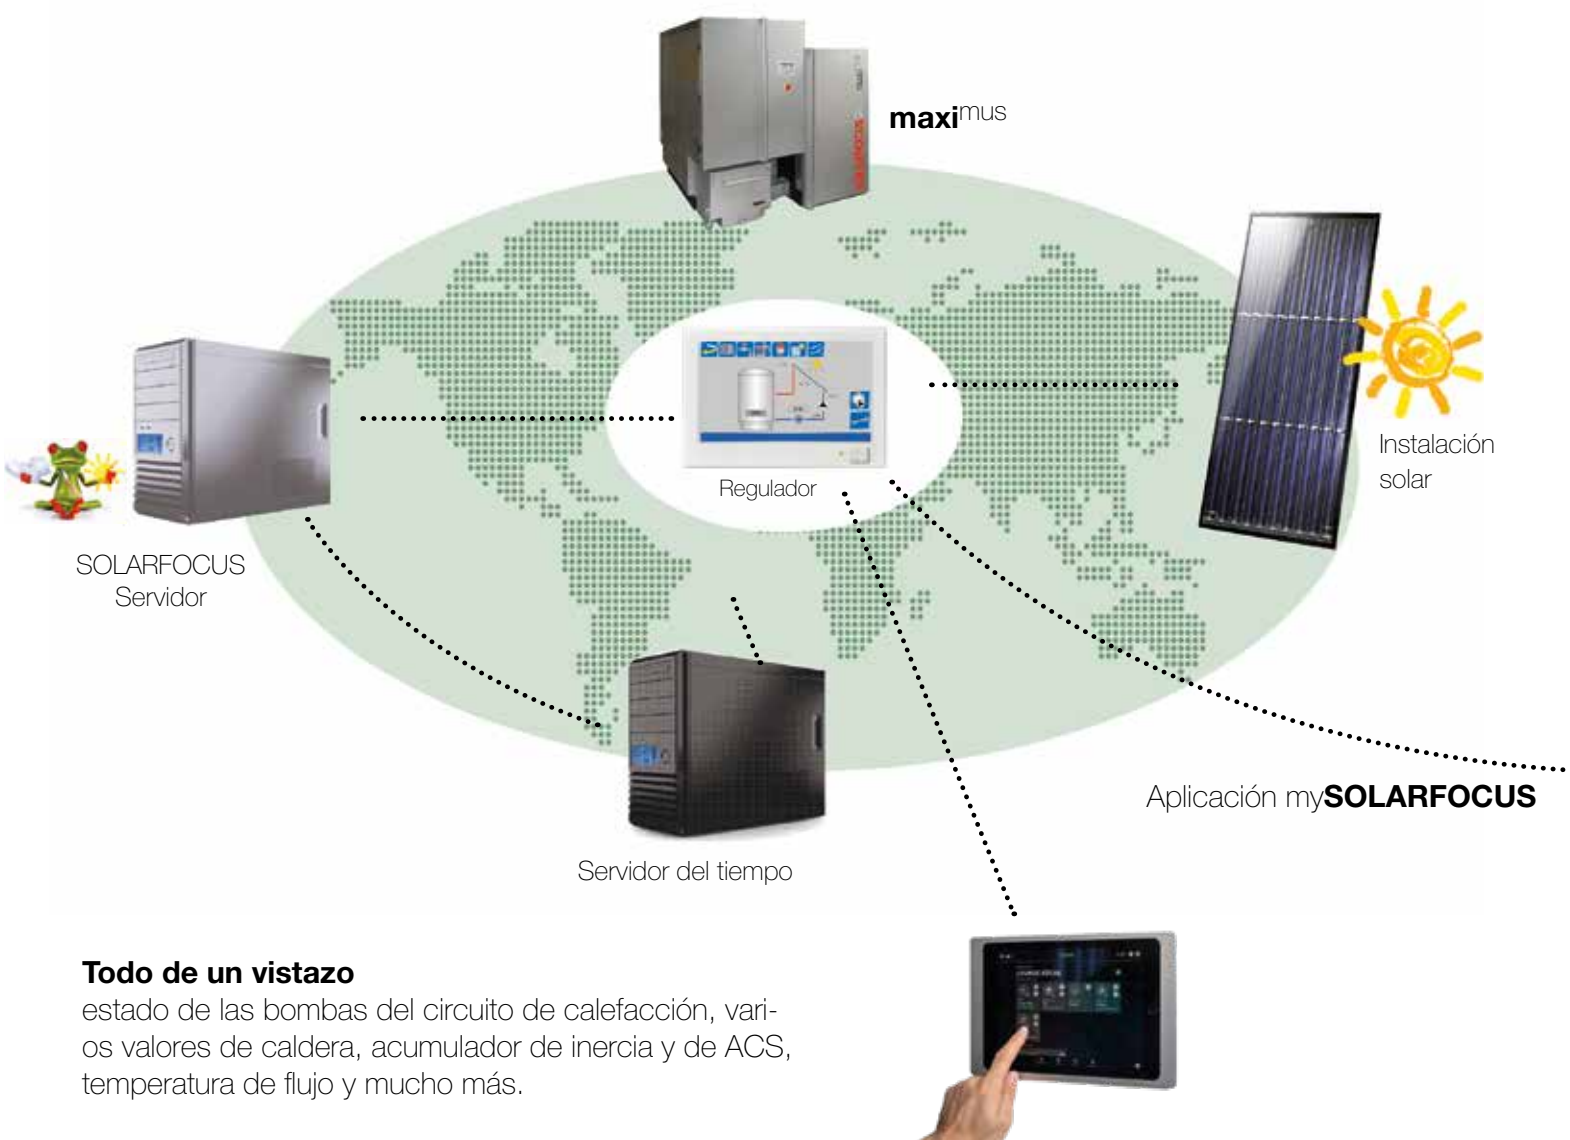 maximus
SOLARFOCUS
Regulador
Instalación
solar
SOLARFOCUS
Servidor
Aplicación mySOLARFOCUS
Servidor del tiempo
Todo de un vistazo
estado de las bombas del circuito de calefacción, vari-
os valores de caldera, acumulador de inercia y de ACS,
temperatura de flujo y mucho más.